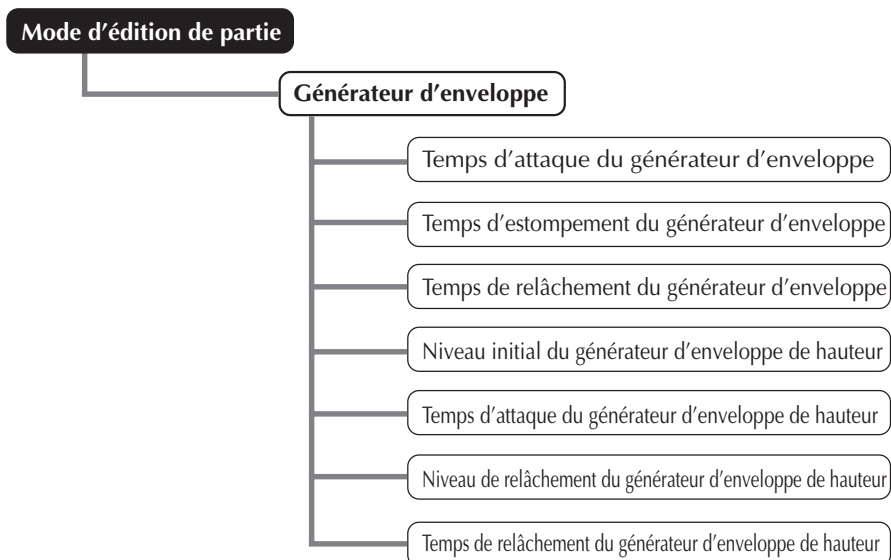 Mode d’édition de partie
Générateur d’enveloppe
Temps d’attaque du générateur d’enveloppe
Temps d’estompement du générateur d’enveloppe
Temps de relâchement du générateur d’enveloppe
Niveau initial du générateur d’enveloppe de hauteur
Temps d’attaque du générateur d’enveloppe de hauteur
Niveau de relâchement du générateur d’enveloppe de hauteur
Temps de relâchement du générateur d’enveloppe de hauteur